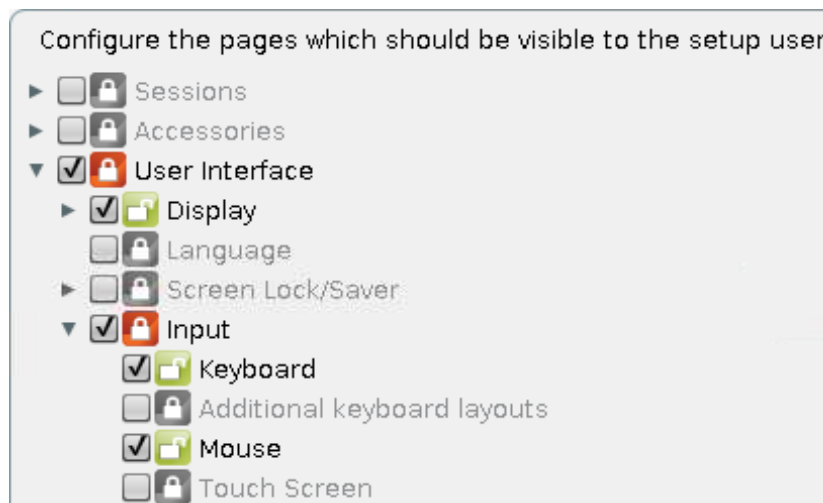 Configure the pages which should be visible to the setup user
Sessions
Accessories
User Interface
Display
Language
Screen Lock/Saver
Input
Keyboard
Additional keyboard layouts
Mouse
Touch Screen